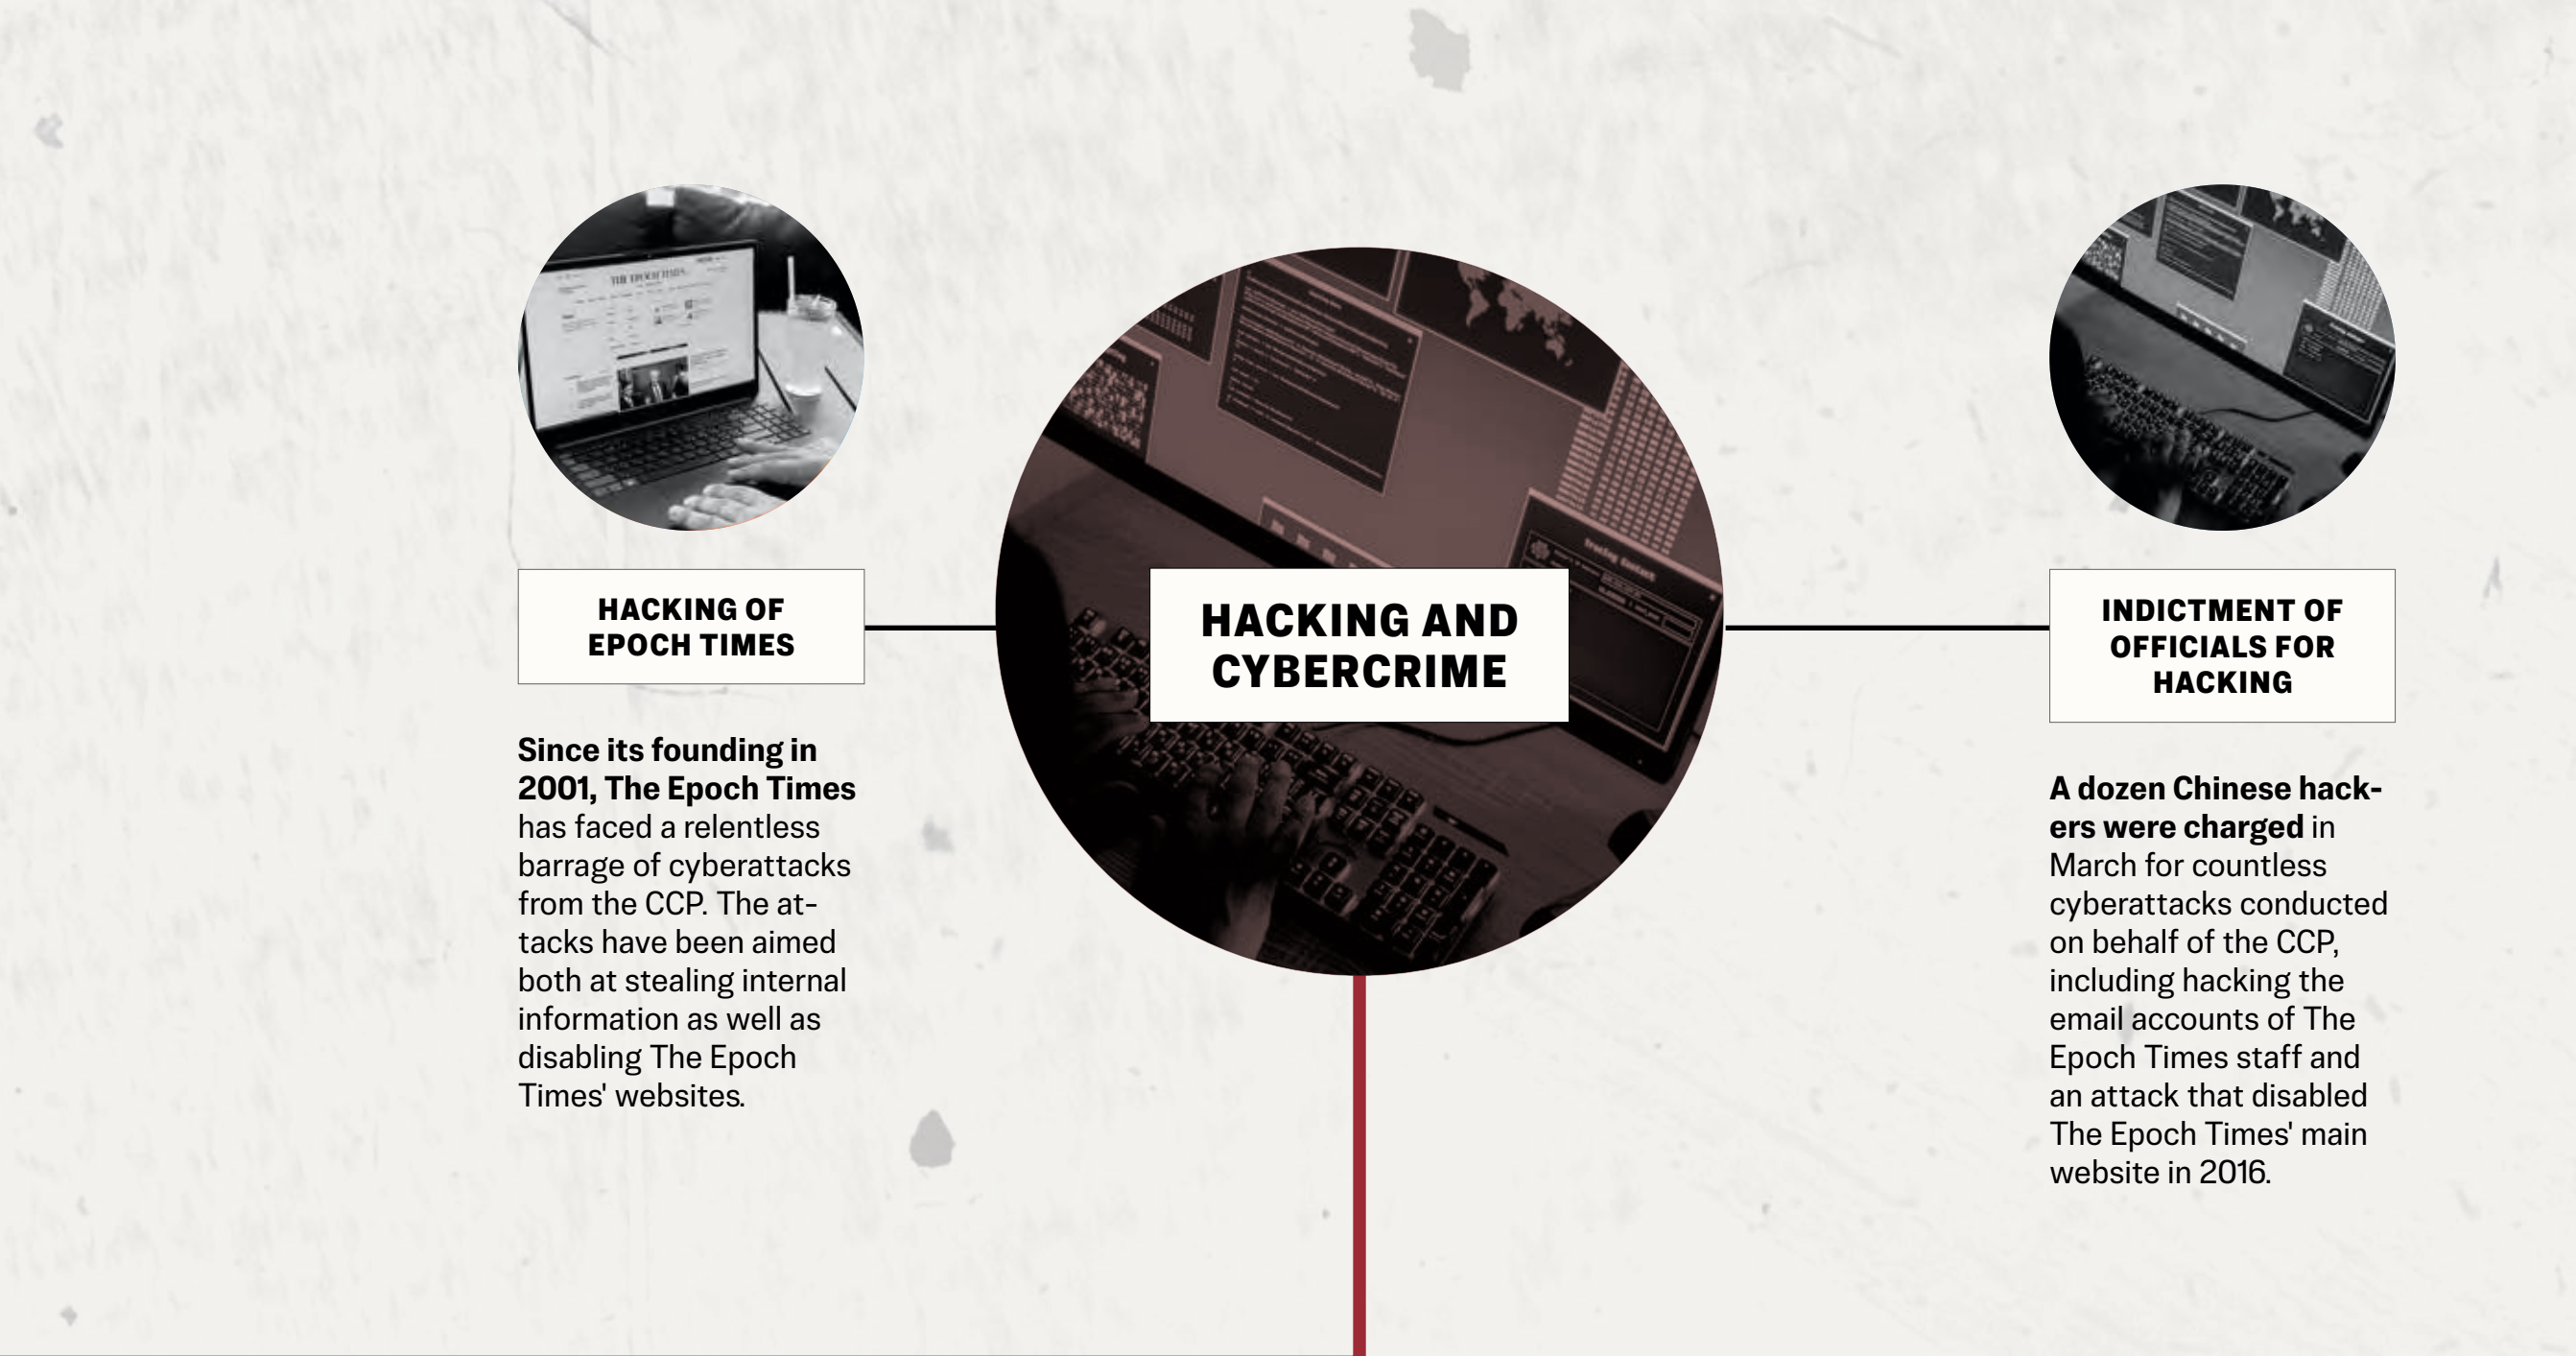 THE EPOCH TIMES
HACKING OF
EPOCH TIMES
Since its founding in
2001, The Epoch Times
has faced a relentless
barrage of cyberattacks
from the CCP. The at-
tacks have been aimed
both at stealing internal
information as well as
disabling The Epoch
Times' websites.
HACKING AND
CYBERCRIME
INDICTMENT OF
OFFICIALS FOR
HACKING
A dozen Chinese hack-
ers were charged in
March for countless
cyberattacks conducted
on behalf of the CCP,
including hacking the
email accounts of The
Epoch Times staff and
an attack that disabled
The Epoch Times' main
website in 2016.